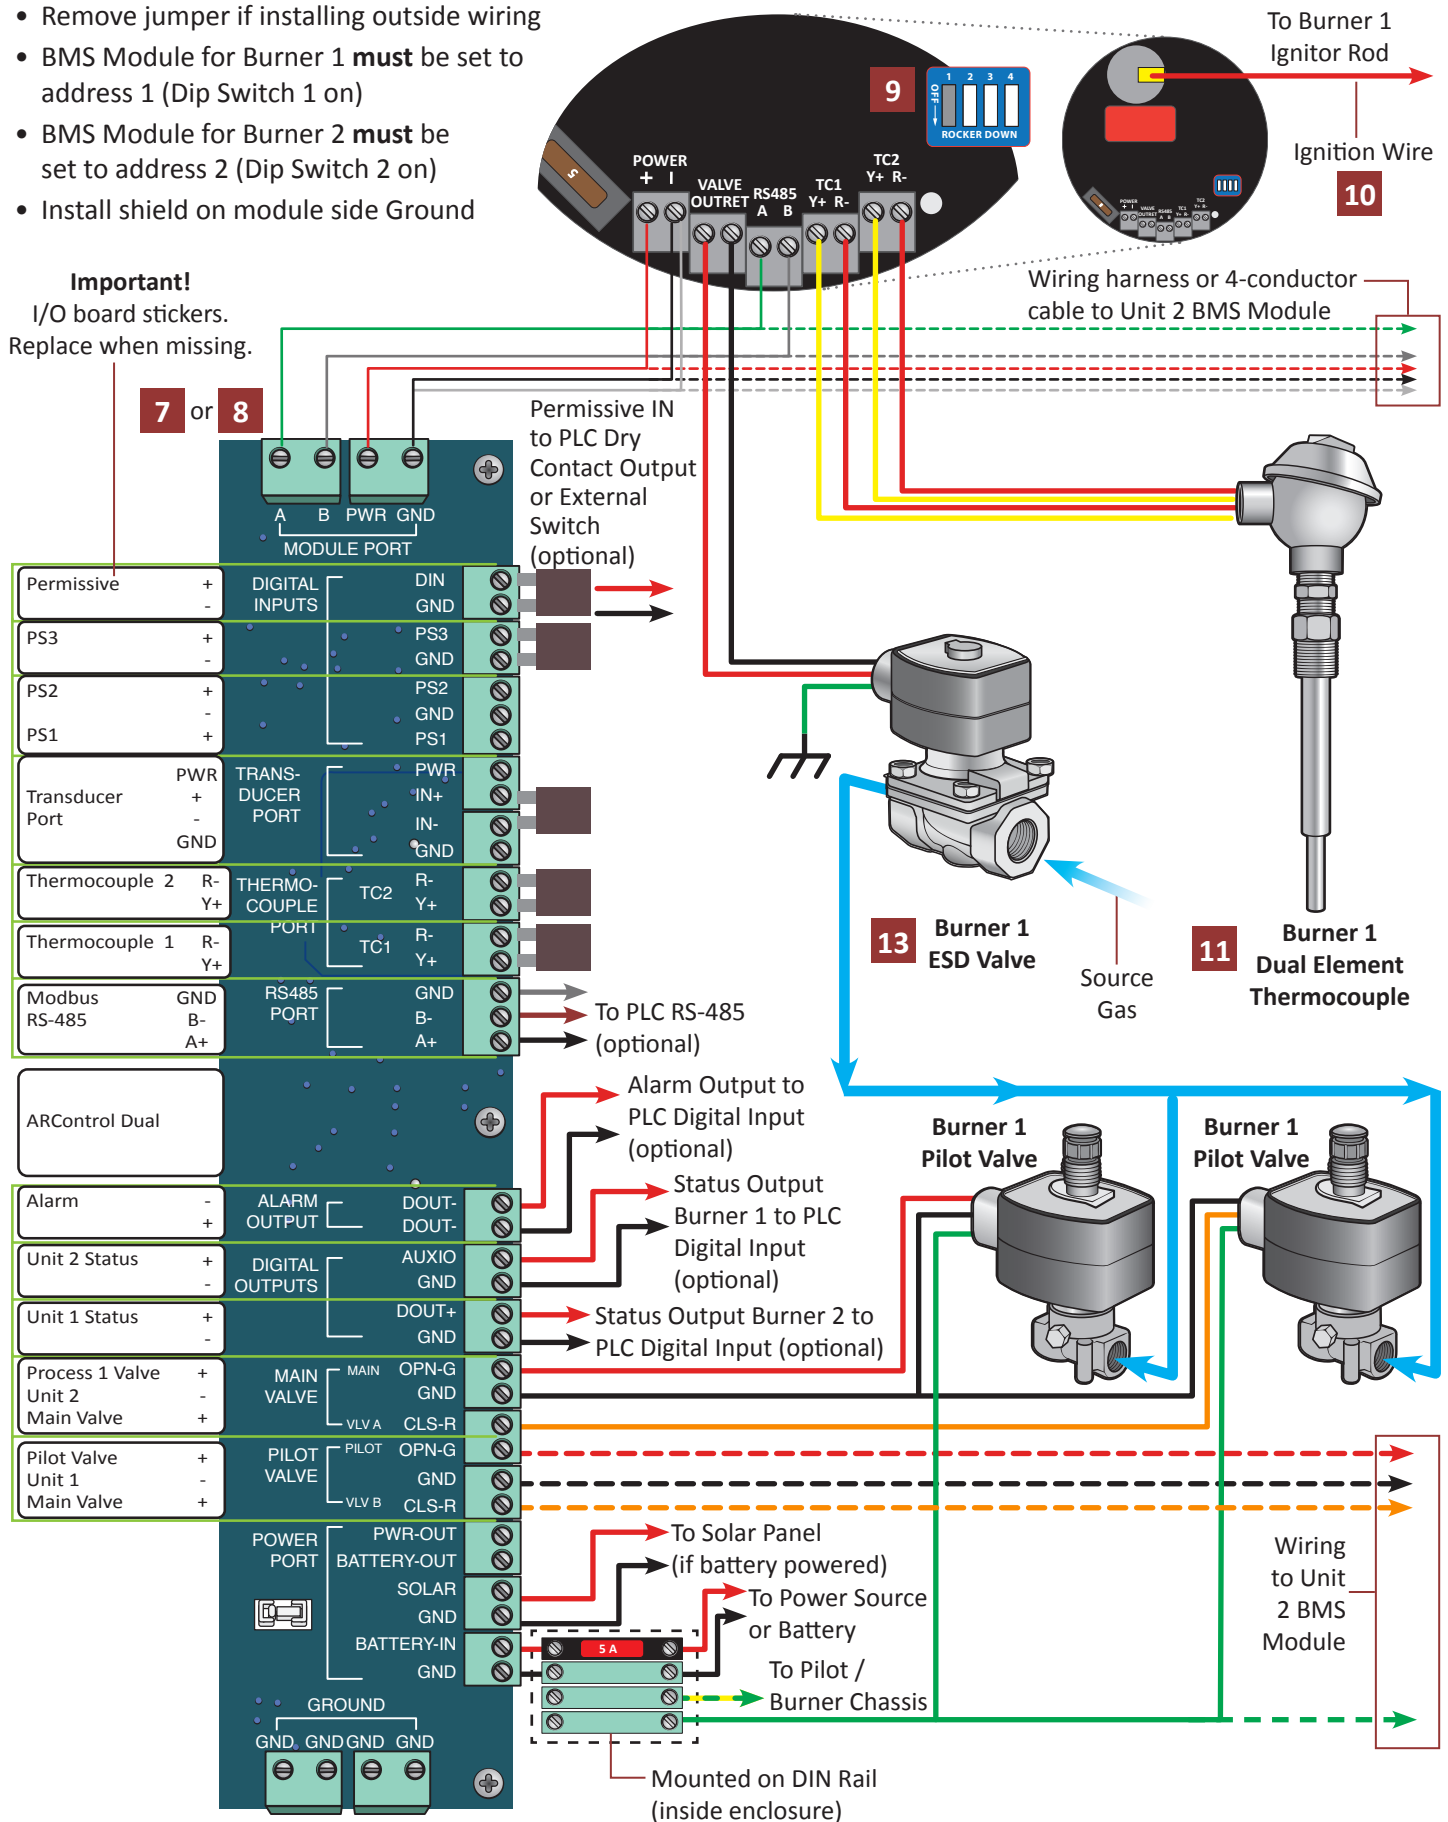 • Remove jumper if installing outside wiring
• BMS Module for Burner 1 must be set to
address 1 (Dip Switch 1 on)
• BMS Module for Burner 2 must be
set to address 2 (Dip Switch 2 on)
• Install shield on module side Ground
9
1 2 3 4
OFF
ROCKER DOWN
5
POWER
+ I
VALVE
OUTRET
RS485
A B
TC1
Y+ R-
TC2
Y+ R-
To Burner 1
Ignitor Rod
Ignition Wire
10
POWER
+ I
VALVE
OUTRET
RS485
A B
TC1
Y+ R-
TC2
Y+ R-
Wiring harness or 4-conductor
cable to Unit 2 BMS Module
Important!
I/O board stickers.
Replace when missing.
7 or 8
A B PWR GND
MODULE PORT
Permissive IN
to PLC Dry
Contact Output
or External
Switch
(optional)
Permissive +
-
DIGITAL
INPUTS
DIN
GND
PS3 +
-
PS3
GND
PS2 +
-
PS1 +
PS2
GND
PS1
PWR
Transducer +
Port -
GND
TRANS-
DUCER
PORT
PWR
IN+
IN-
GND
Thermocouple 2 R-
Y+
THERMO-
COUPLE
PORT
TC2
R-
Y+
Thermocouple 1 R-
Y+
TC1
R-
Y+
Modbus GND
RS-485 B-
A+
RS485
PORT
GND
B-
A+
To PLC RS-485
(optional)
13
Burner 1
ESD Valve
Source
Gas
11
Burner 1
Dual Element
Thermocouple
ARControl Dual
Alarm Output to
PLC Digital Input
(optional)
Burner 1
Pilot Valve
Burner 1
Pilot Valve
Alarm -
+
ALARM
OUTPUT
DOUT-
DOUT-
Status Output
Burner 1 to PLC
Digital Input
(optional)
Unit 2 Status +
-
DIGITAL
OUTPUTS
AUXIO
GND
Unit 1 Status +
-
DOUT+
GND
Status Output Burner 2 to
PLC Digital Input (optional)
Process 1 Valve +
Unit 2 -
Main Valve +
MAIN
VALVE
MAIN OPN-G
GND
VLV A CLS-R
Pilot Valve +
Unit 1 -
Main Valve +
PILOT
VALVE
PILOT OPN-G
GND
VLV B CLS-R
POWER
PORT
PWR-OUT
BATTERY-OUT
SOLAR
GND
BATTERY-IN
GND
To Solar Panel
(if battery powered)
To Power Source
or Battery
5 A
To Pilot /
Burner Chassis
Wiring
to Unit
2 BMS
Module
GROUND
GND GND GND GND
Mounted on DIN Rail
(inside enclosure)